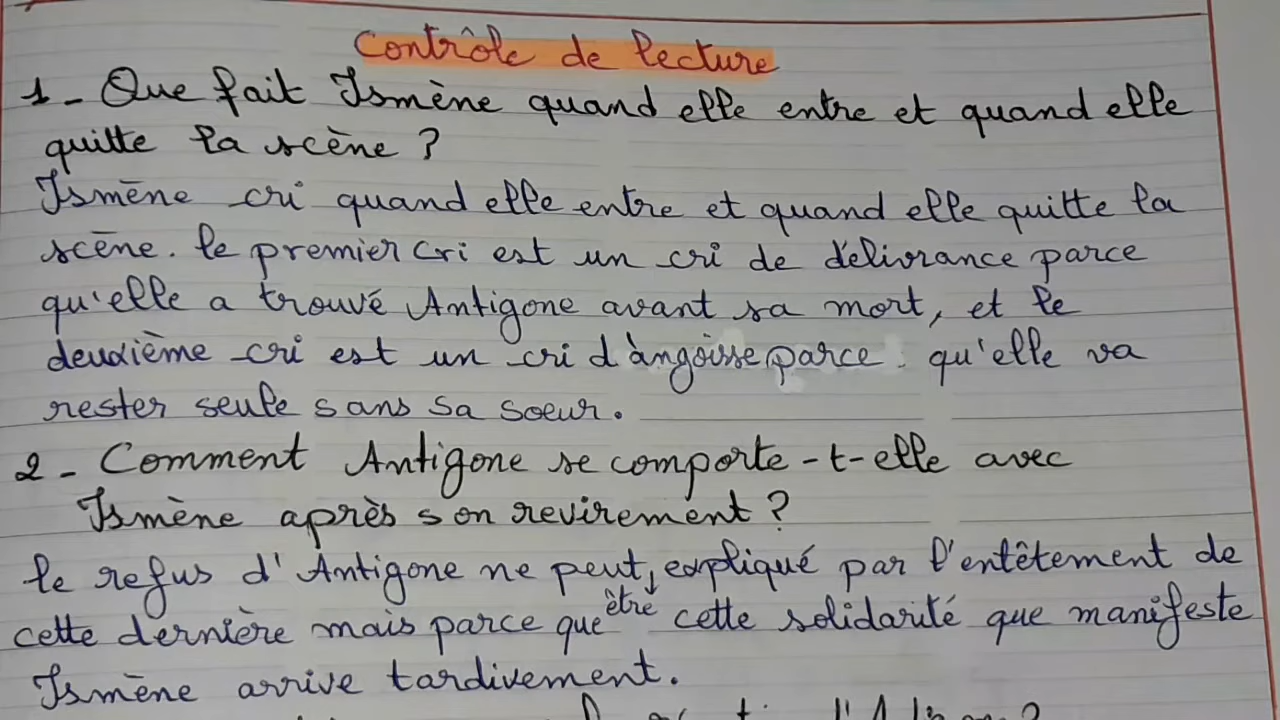 Contrôle de lecture
1 - Que fait Ismène quand elle entre et quand elle
quitte la scène ?
Ismène cri quand elle entre et quand elle quitte la
scène. le premier cri est un cri de délivrance parce
qu'elle a trouvé Antigone avant sa mort, et le
deuxième cri est un cri d'angoisse parce qu'elle va
rester seule sans sa soeur.
2 - Comment Antigone se comporte-t-elle avec
Ismène après son revirement ?
le refus d'Antigone ne peut être expliqué par l'entêtement de
cette dernière mais parce que cette solidarité que manifeste
Ismène arrive tardivement.